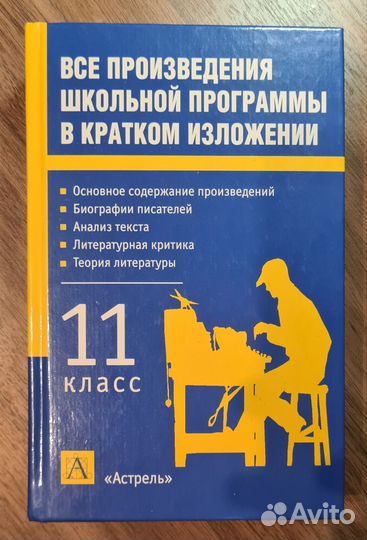 ВСЕ ПРОИЗВЕДЕНИЯ
ШКОЛЬНОЙ ПРОГРАММЫ
В КРАТКОМ ИЗЛОЖЕНИИ
Основное содержание произведений
Биографии писателей
Анализ текста
Литературная критика
Теория литературы
11
класс
А
«Астрель»
Avito